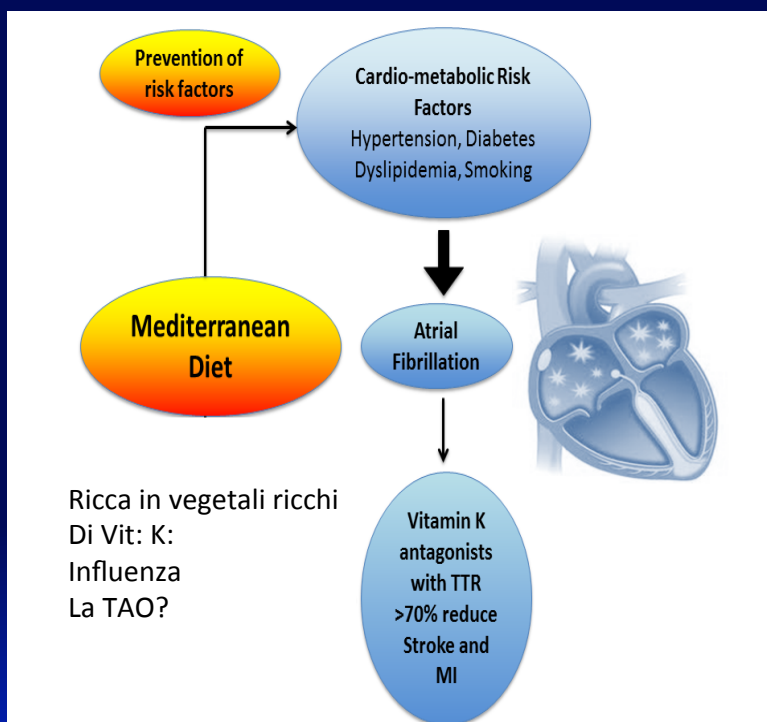 Prevention of
risk factors
Cardio-metabolic Risk
Factors
Hypertension, Diabetes
Dyslipidemia, Smoking
Mediterranean
Diet
Atrial
Fibrillation
Ricca in vegetali ricchi
Di Vit: K:
Influenza
La TAO?
Vitamin K
antagonists
with TTR
>70% reduce
Stroke and
MI